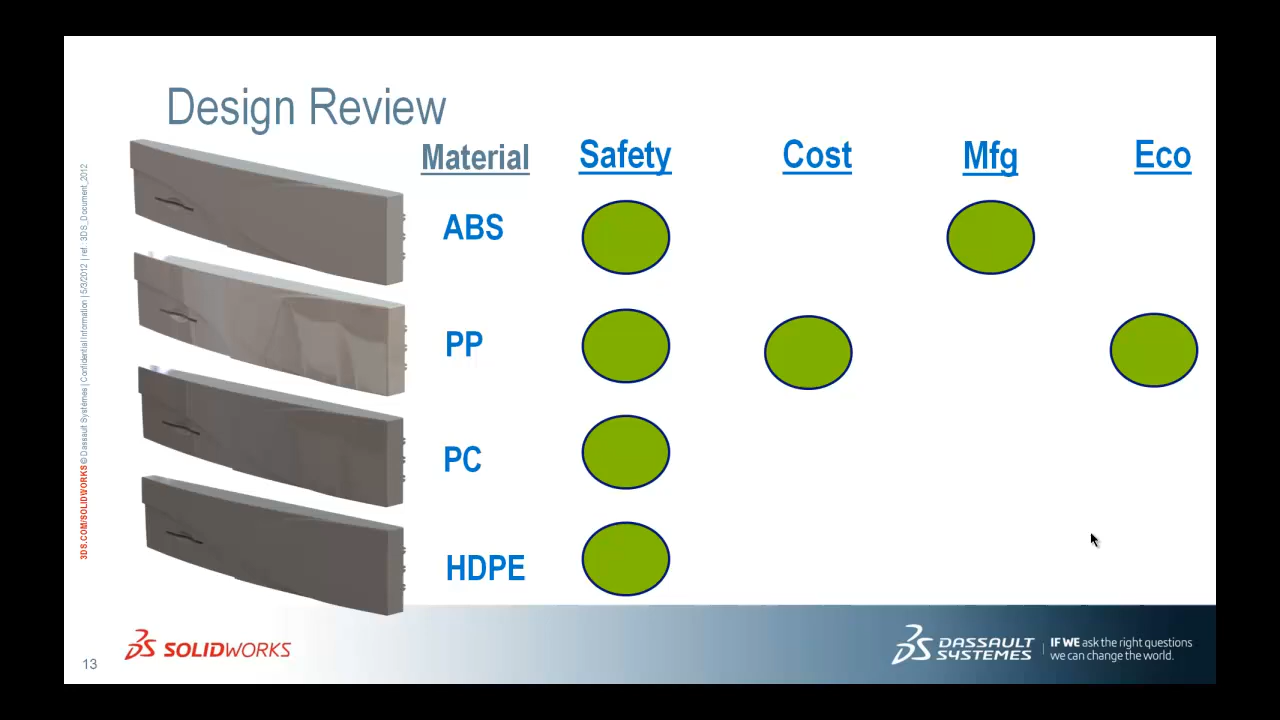 Design Review
Material Safety Cost Mfg Eco
ABS
PP
PC
HDPE
3DS.COM/SOLIDWORKS © Dassault Systèmes | Confidential Information | 5/3/2012 | ref.: 3DS_Document_2012
13
SOLIDWORKS
DASSAULT
SYSTEMES
IF WE ask the right questions
we can change the world.